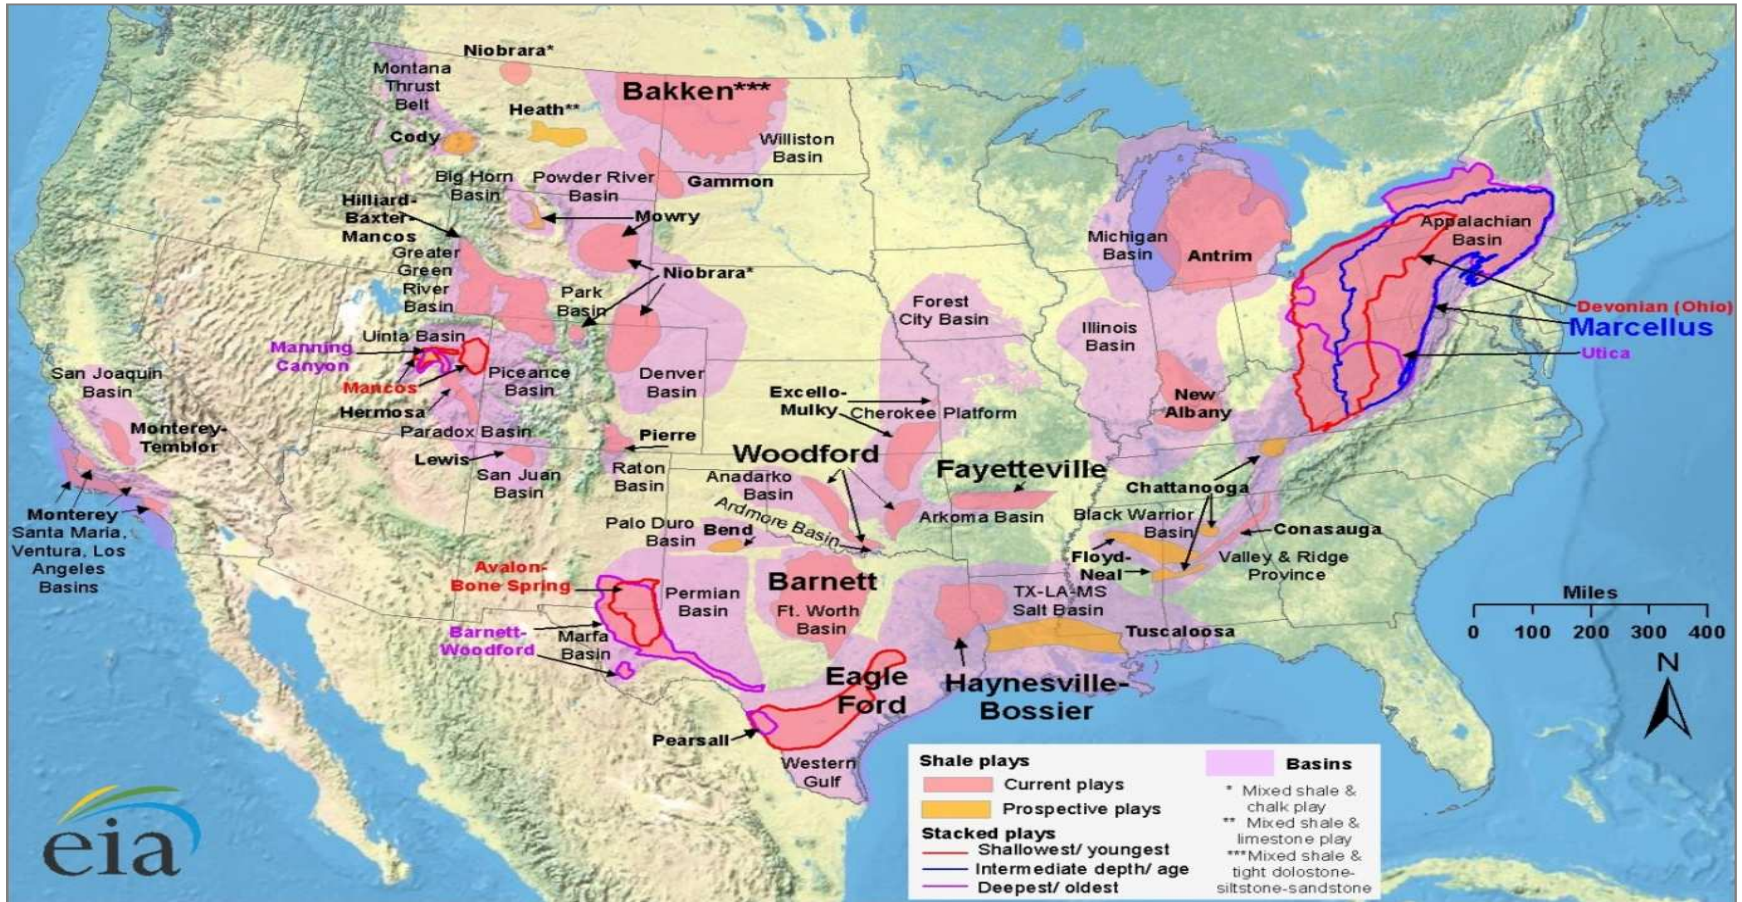 Niobrara*
Montana
Thrust
Belt
Bakken***
Heath**
Cody
Williston
Basin
Big Horn
Basin
Powder River
Basin
Gammon
Hilliard-
Baxter-
Mancos
Mowry
Greater
Green
River
Basin
Niobrara*
Park
Basin
Uinta Basin
Manning
Canyon
Mancos
Piceance
Basin
Denver
Basin
Hermosa
Paradox Basin
San Joaquin
Basin
Monterey-
Temblor
Lewis
San Juan
Basin
Pierre
Raton
Basin
Monterey
Santa Maria,
Ventura, Los
Angeles
Basins
Forest
City Basin
Excello-
Mulky
Cherokee Platform
Woodford
Anadarko
Basin
Ardmore Basin
Palo Duro
Basin
Bend
Fayetteville
Arkoma Basin
Michigan
Basin
Antrim
Illinois
Basin
New
Albany
Appalachian
Basin
Devonian (Ohio)
Marcellus
Utica
Chattanooga
Black Warrior
Basin
Conasauga
Floyd-
Neal
Valley & Ridge
Province
Avalon-
Bone Spring
Permian
Basin
Barnett
Ft. Worth
Basin
Barnett-
Woodford
Marfa
Basin
TX-LA-MS
Salt Basin
Tuscaloosa
Eagle
Ford
Haynesville-
Bossier
Pearsall
Western
Gulf
Miles
0 100 200 300 400
N
Shale plays
Current plays
Prospective plays
Stacked plays
Shallowest/ youngest
Intermediate depth/ age
Deepest/ oldest
Basins
* Mixed shale &
chalk play
** Mixed shale &
limestone play
***Mixed shale &
tight dolostone-
siltstone-sandstone
eia